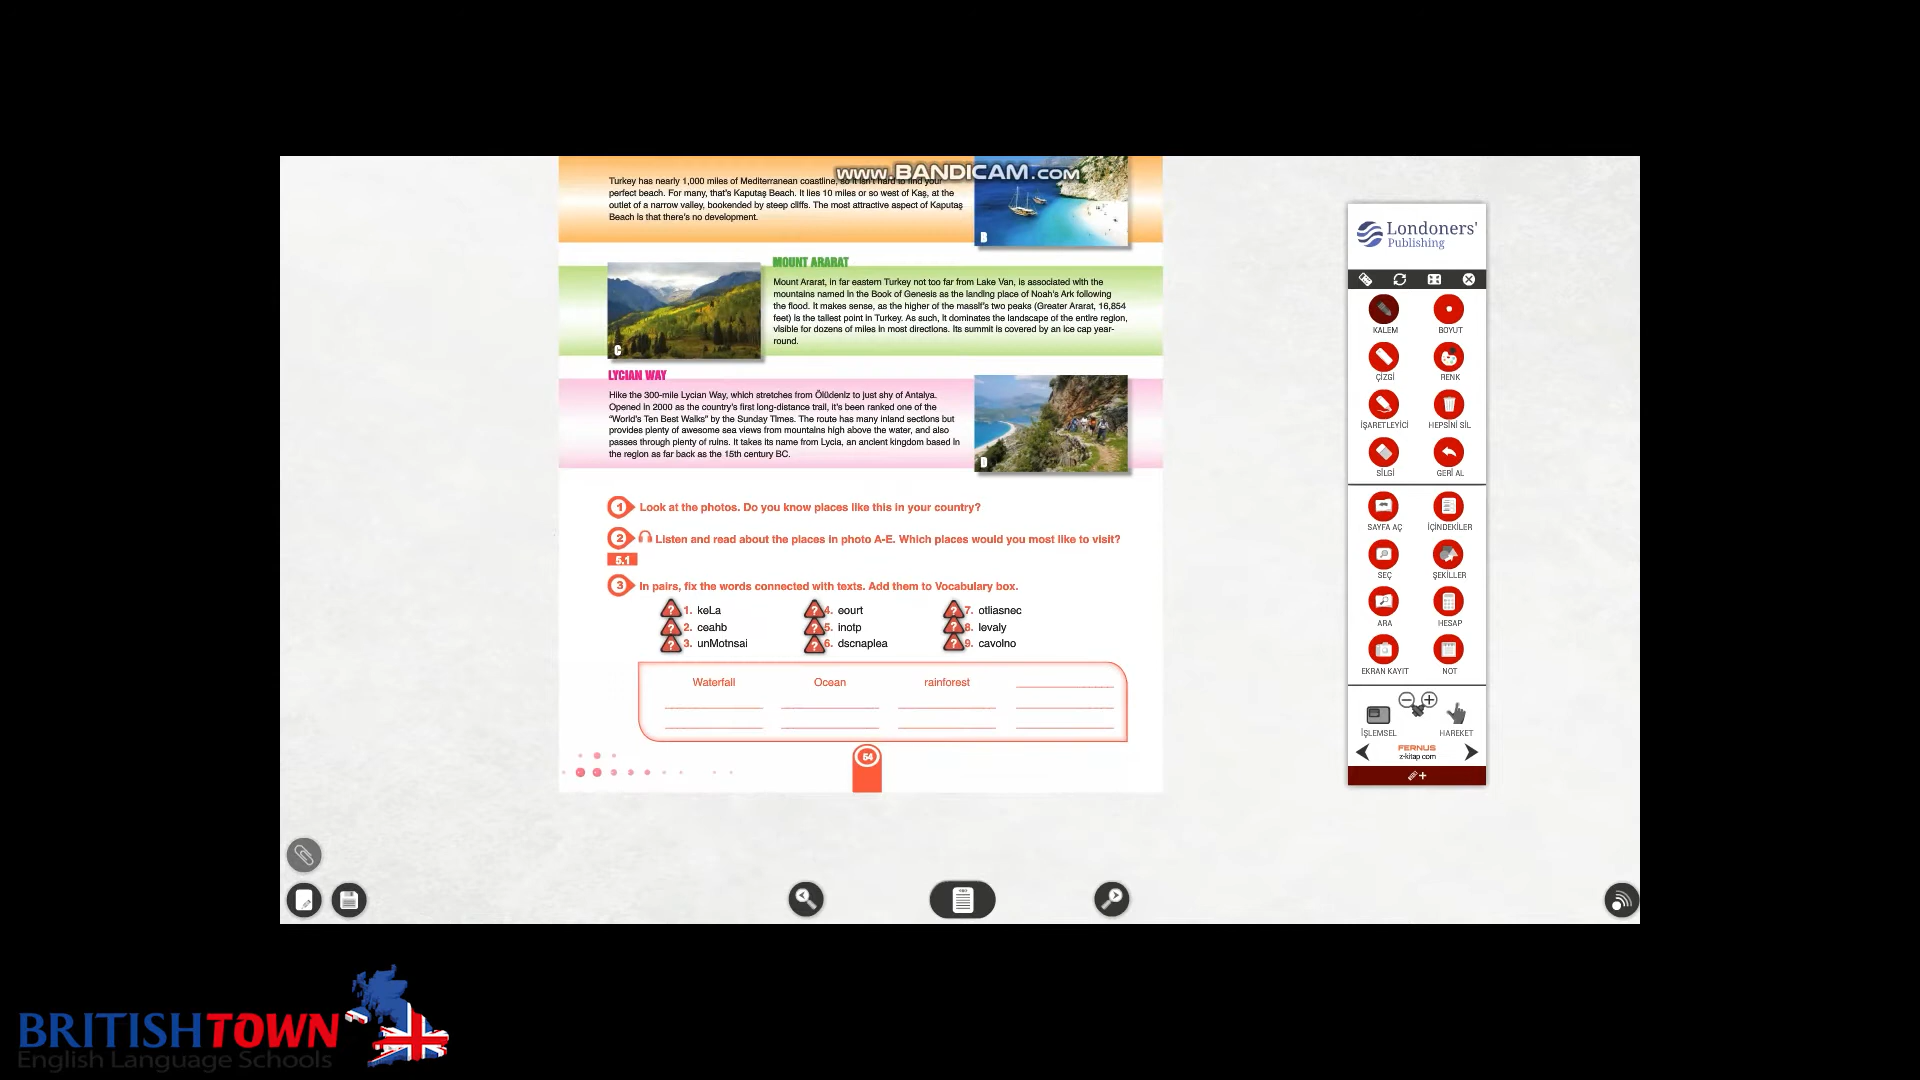 www.BANDICAM.com
Turkey has nearly 1,000 miles of Mediterranean coastline, so it isn't hard to find your
perfect beach. For many, that's Kaputaş Beach. It lies 10 miles or so west of Kaş, at the
outlet of a narrow valley, bookended by steep cliffs. The most attractive aspect of Kaputaş
Beach is that there's no development.
B
MOUNT ARARAT
Mount Ararat, in far eastern Turkey not too far from Lake Van, is associated with the
mountains named in the Book of Genesis as the landing place of Noah's Ark following
the flood. It makes sense, as the higher of the massif's two peaks (Greater Ararat, 16,854
feet) is the tallest point in Turkey. As such, it dominates the landscape of the entire region,
visible for dozens of miles in most directions. Its summit is covered by an ice cap year-
round.
C
LYCIAN WAY
Hike the 300-mile Lycian Way, which stretches from Ölüdeniz to just shy of Antalya.
Opened in 2000 as the country's first long-distance trail, it's been ranked one of the
"World's Ten Best Walks" by the Sunday Times. The route has many inland sections but
provides plenty of awesome sea views from mountains high above the water, and also
passes through plenty of ruins. It takes its name from Lycia, an ancient kingdom based in
the region as far back as the 15th century BC.
D
1 Look at the photos. Do you know places like this in your country?
2 Listen and read about the places in photo A-E. Which places would you most like to visit?
5.1
3 In pairs, fix the words connected with texts. Add them to Vocabulary box.
? 1. keLa ? 4. eourt ? 7. otliasnec
? 2. ceahb ? 5. inotp ? 8. levaly
? 3. unMotnsai ? 6. dscnaplea ? 9. cavolno
Waterfall Ocean rainforest
54
Londoners'
Publishing
KALEM BOYUT
ÇİZGİ RENK
İŞARETLEYİCİ HEPSİNİ SİL
SİLGİ GERİ AL
SAYFA AÇ İÇİNDEKİLER
SEÇ ŞEKİLLER
ARA HESAP
EKRAN KAYIT NOT
İŞLEMSEL HAREKET
FERNUS
z-kitap.com
BRITISHTOWN
English Language Schools